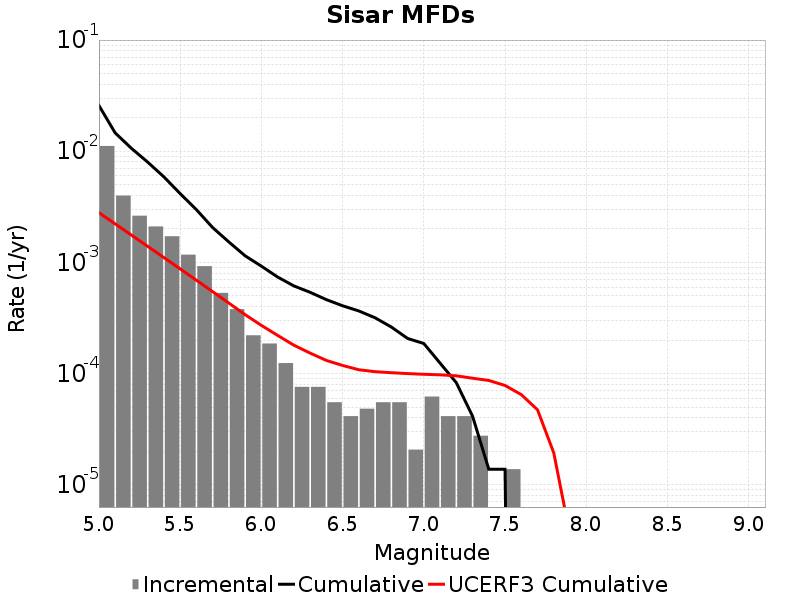 Sisar MFDs
10-1
10-2
10-3
10-4
10-5
Rate (1/yr)
5.0 5.5 6.0 6.5 7.0 7.5 8.0 8.5 9.0
Magnitude
Incremental Cumulative UCERF3 Cumulative